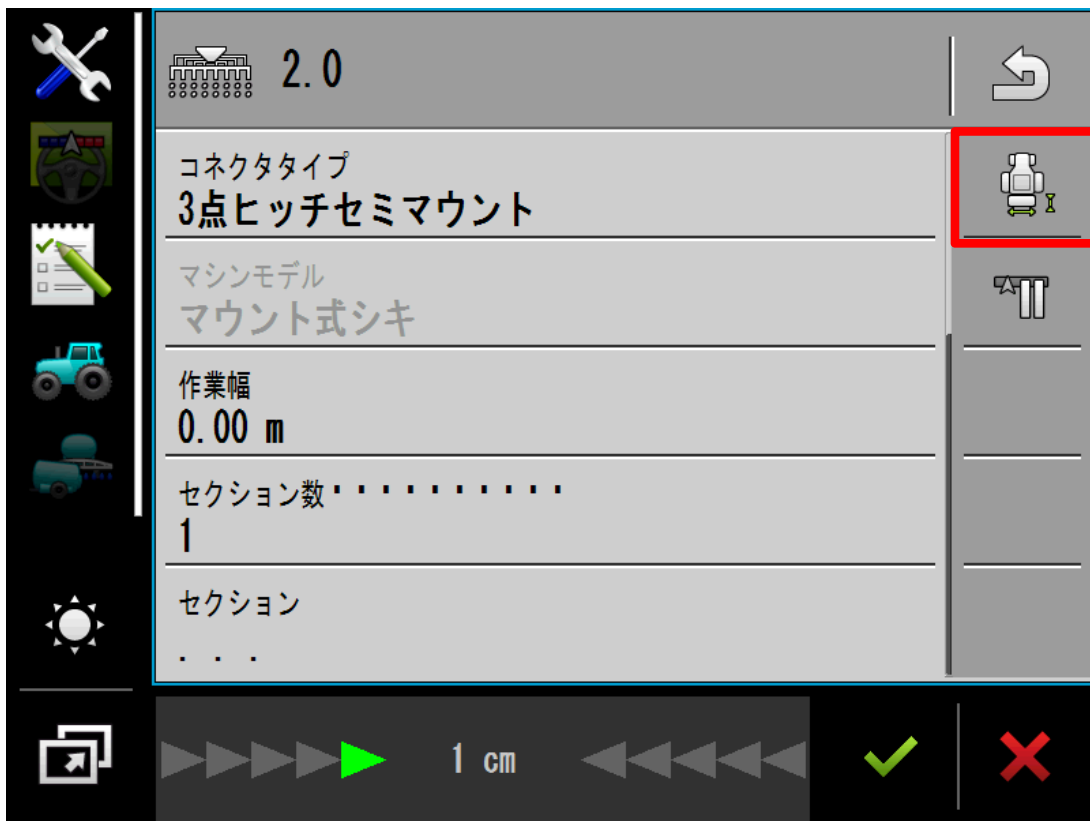 2.0
コネクタタイプ
3点ヒッチセミマウント
マシンモデル
マウント式シキ
作業幅
0.00 m
セクション数･･････････
1
セクション
...
1 cm